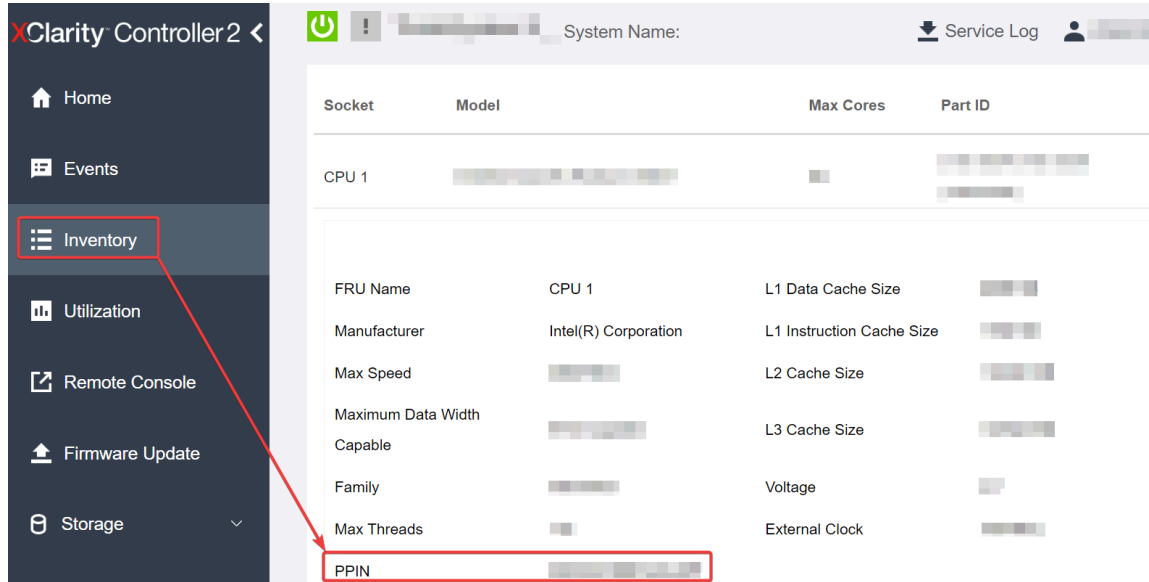 XClarity Controller 2
System Name:
Service Log
Home
Events
Inventory
Utilization
Remote Console
Firmware Update
Storage
Socket Model Max Cores Part ID
CPU 1
FRU Name CPU 1 L1 Data Cache Size
Manufacturer Intel(R) Corporation L1 Instruction Cache Size
Max Speed L2 Cache Size
Maximum Data Width
Capable
L3 Cache Size
Family Voltage
Max Threads External Clock
PPIN